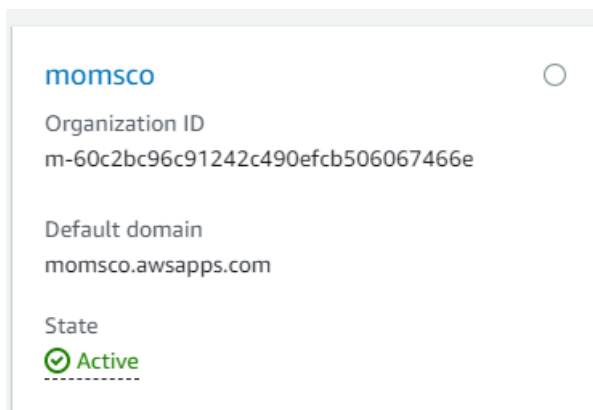 momsco
Organization ID
m-60c2bc96c91242c490efcb506067466e
Default domain
momsco.awsapps.com
State
Active